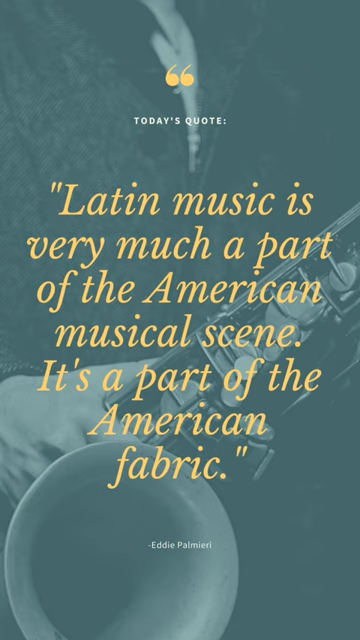 ❝
TODAY'S QUOTE:
"Latin music is
very much a part
of the American
musical scene.
It's a part of the
American
fabric."
-Eddie Palmieri